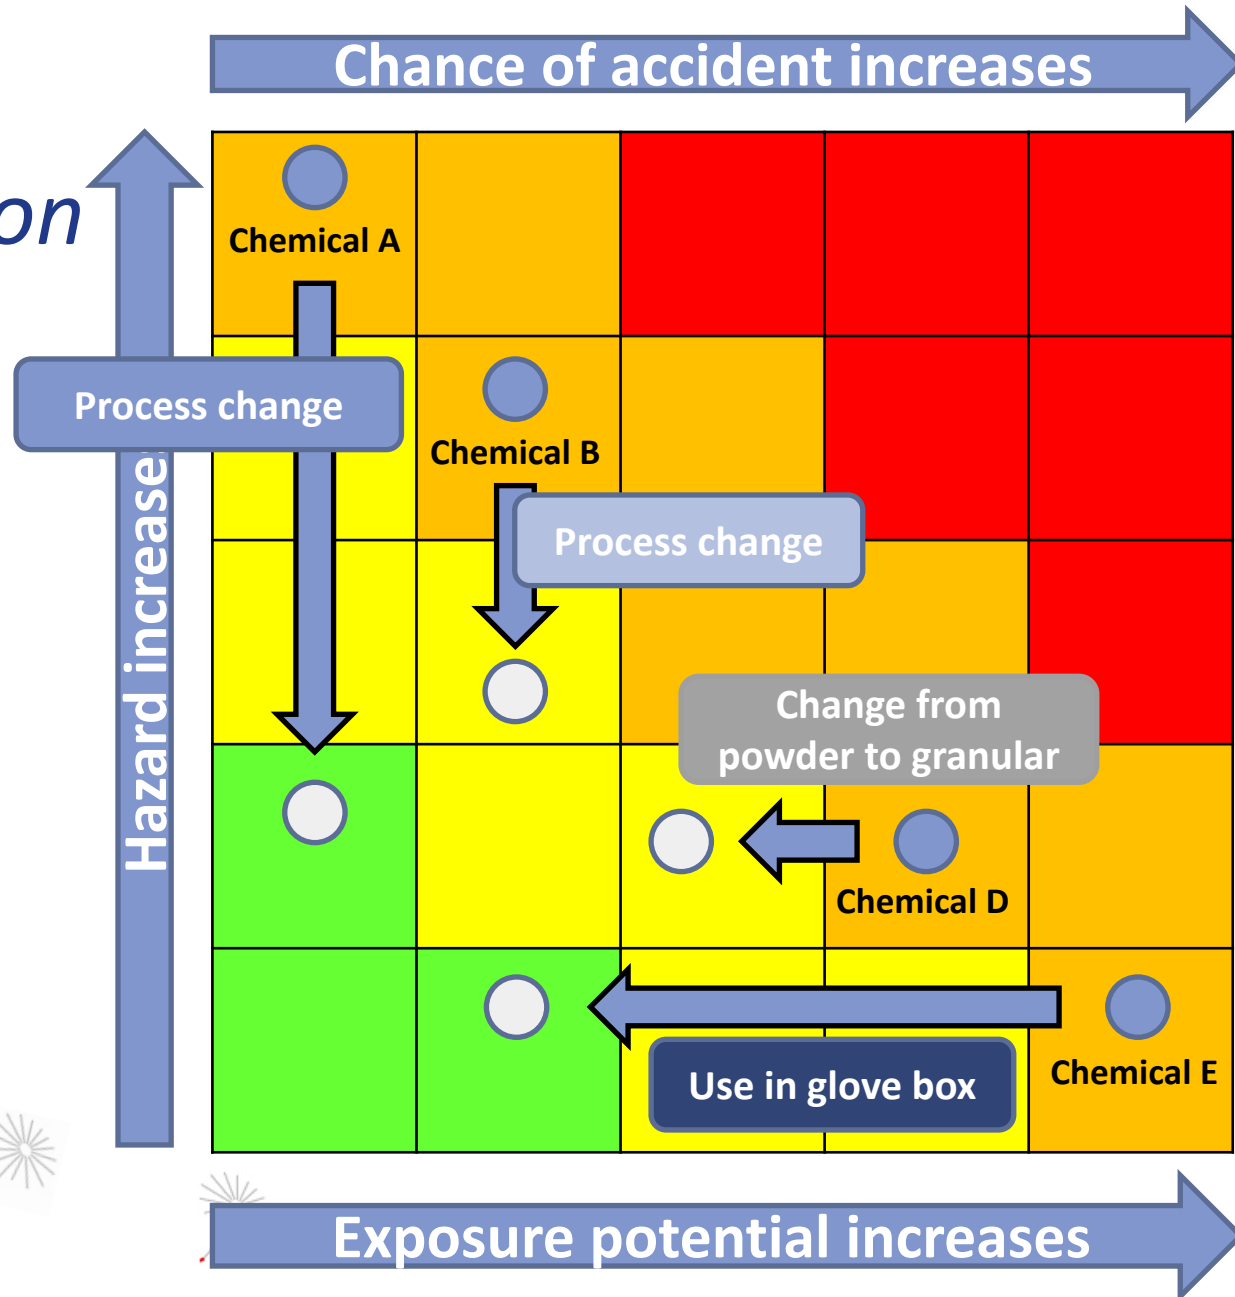 Chance of accident increases
on
Chemical A
Process change
Chemical B
Process change
Hazard increases
Change from
powder to granular
Chemical D
Use in glove box
Chemical E
Exposure potential increases